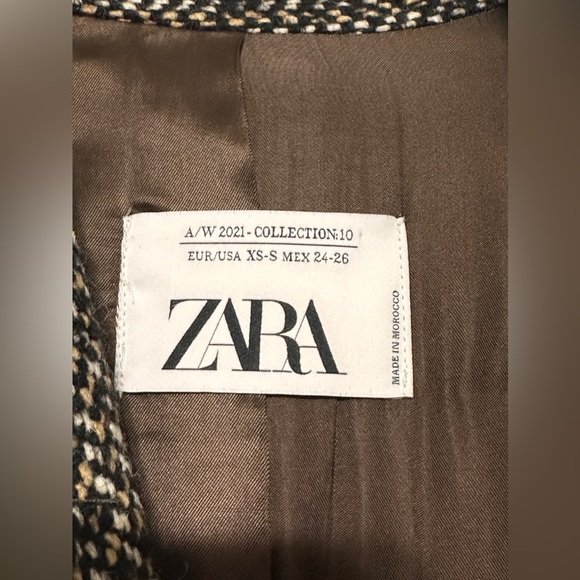 A/W 2021 - COLLECTION:10
EUR/USA XS-S MEX 24-26
ZARA
MADE IN MOROCCO